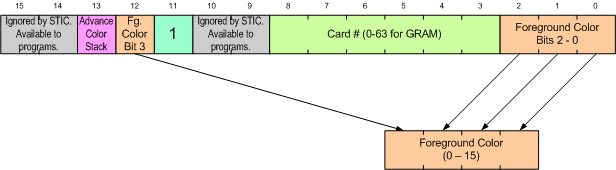 15 14 13 12 11 10 9 8 7 6 5 4 3 2 1 0
Ignored by STIC.
Available to
programs.
Advance
Color
Stack
Fg.
Color
Bit 3
1
Ignored by STIC.
Available to
programs.
Card # (0-63 for GRAM)
Foreground Color
Bits 2 - 0
Foreground Color
(0 – 15)